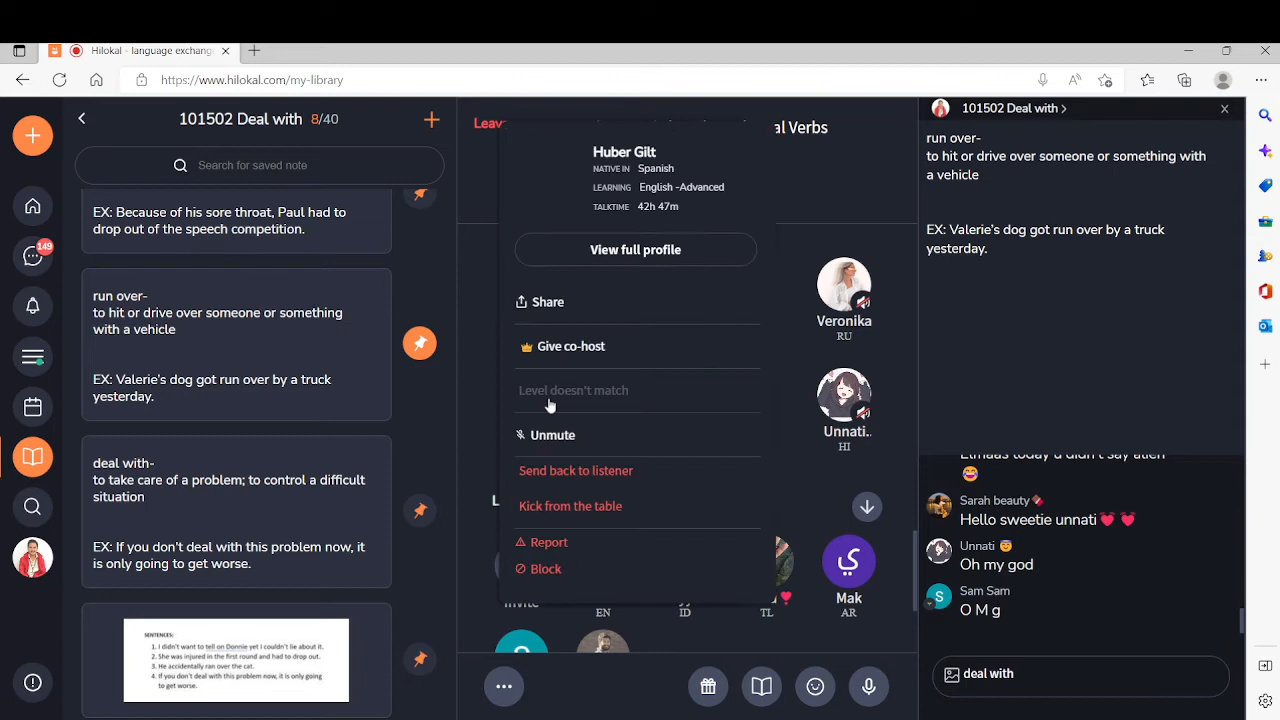 Hilokal - language exchang
https://www.hilokal.com/my-library
149
101502 Deal with 8/40
Search for saved note
EX: Because of his sore throat, Paul had to
drop out of the speech competition.
run over-
to hit or drive over someone or something
with a vehicle
EX: Valerie's dog got run over by a truck
yesterday.
deal with-
to take care of a problem; to control a difficult
situation
EX: If you don't deal with this problem now, it
is only going to get worse.
SENTENCES:
1. I didn't want to tell on Donnie yet I couldn't lie about it.
2. She was injured in the first round and had to drop out.
3. He accidentally ran over the cat.
4. If you don't deal with this problem now, it is only going
to get worse.
Leav
al Verbs
Huber Gilt
NATIVE IN Spanish
LEARNING English -Advanced
TALKTIME 42h 47m
View full profile
Share
Give co-host
Level doesn't match
Unmute
Send back to listener
Kick from the table
Report
Block
Veronika
RU
Unnati..
HI
L
EN
ID
TL
ي
Mak
AR
101502 Deal with >
run over-
to hit or drive over someone or something with
a vehicle
EX: Valerie's dog got run over by a truck
yesterday.
Sarah beauty
Hello sweetie unnati
Unnati
Oh my god
S
Sam Sam
O M g
deal with